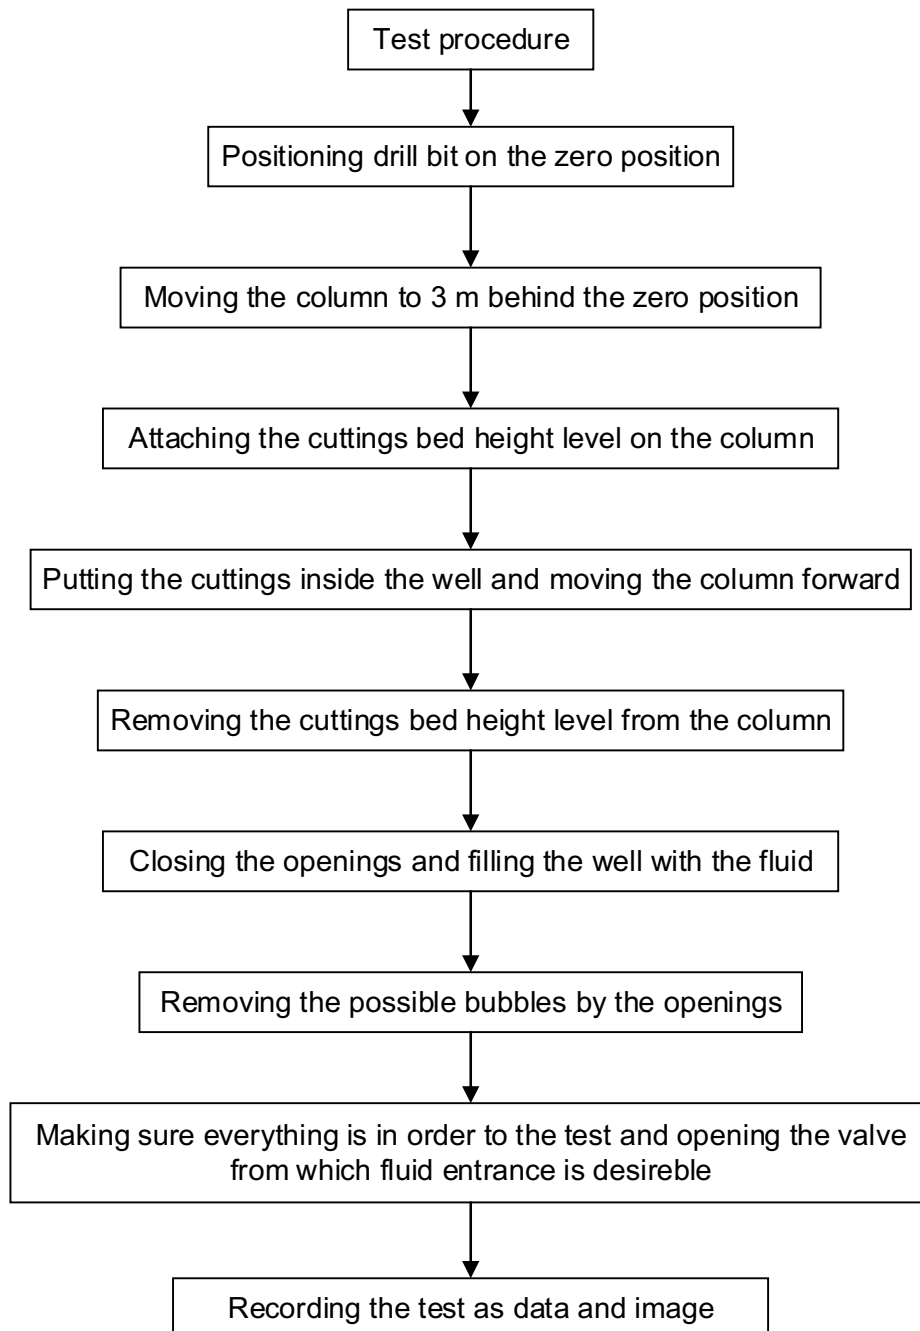 Test procedure
Positioning drill bit on the zero position
Moving the column to 3 m behind the zero position
Attaching the cuttings bed height level on the column
Putting the cuttings inside the well and moving the column forward
Removing the cuttings bed height level from the column
Closing the openings and filling the well with the fluid
Removing the possible bubbles by the openings
Making sure everything is in order to the test and opening the valve
from which fluid entrance is desireble
Recording the test as data and image